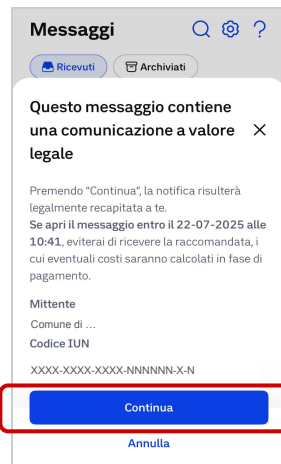 Messaggi
Ricevuti Archiviati
Questo messaggio contiene
una comunicazione a valore
legale
Premendo “Continua”, la notifica risulterà
legalmente recapitata a te.
Se apri il messaggio entro il 22-07-2025 alle
10:41, eviterai di ricevere la raccomandata, i
cui eventuali costi saranno calcolati in fase di
pagamento.
Mittente
Comune di ...
Codice IUN
XXXX-XXXX-XXXX-NNNNNN-X-N
Continua
Annulla